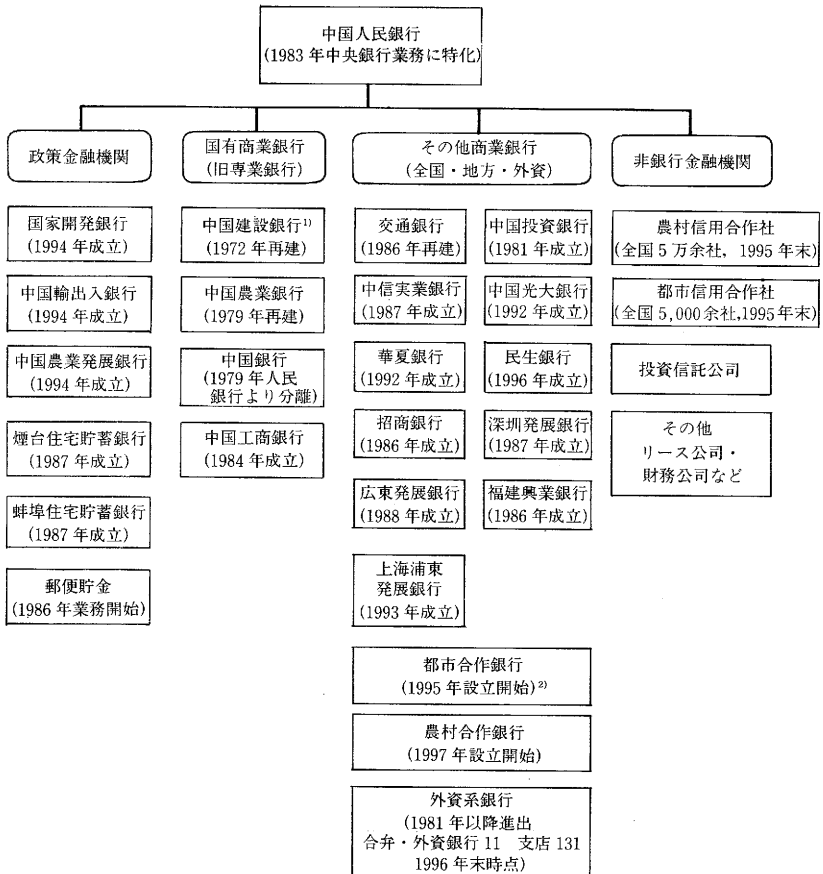 中国人民銀行
(1983年中央銀行業務に特化)
政策金融機関
国有商業銀行
(旧専業銀行)
その他商業銀行
(全国・地方・外資)
非銀行金融機関
国家開発銀行
(1994年成立)
中国輸出入銀行
(1994年成立)
中国農業発展銀行
(1994年成立)
煙台住宅貯蓄銀行
(1987年成立)
蚌埠住宅貯蓄銀行
(1987年成立)
郵便貯金
(1986年業務開始)
中国建設銀行1)
(1972年再建)
中国農業銀行
(1979年再建)
中国銀行
(1979年人民
銀行より分離)
中国工商銀行
(1984年成立)
交通銀行
(1986年再建)
中信実業銀行
(1987年成立)
華夏銀行
(1992年成立)
招商銀行
(1986年成立)
広東発展銀行
(1988年成立)
上海浦東
発展銀行
(1993年成立)
中国投資銀行
(1981年成立)
中国光大銀行
(1992年成立)
民生銀行
(1996年成立)
深圳発展銀行
(1987年成立)
福建興業銀行
(1986年成立)
都市合作銀行
(1995年設立開始)2)
農村合作銀行
(1997年設立開始)
外資系銀行
(1981年以降進出
合弁・外資銀行11 支店131
1996年末時点)
農村信用合作社
(全国5万余社, 1995年末)
都市信用合作社
(全国5,000余社,1995年末)
投資信託公司
その他
リース公司・
財務公司など